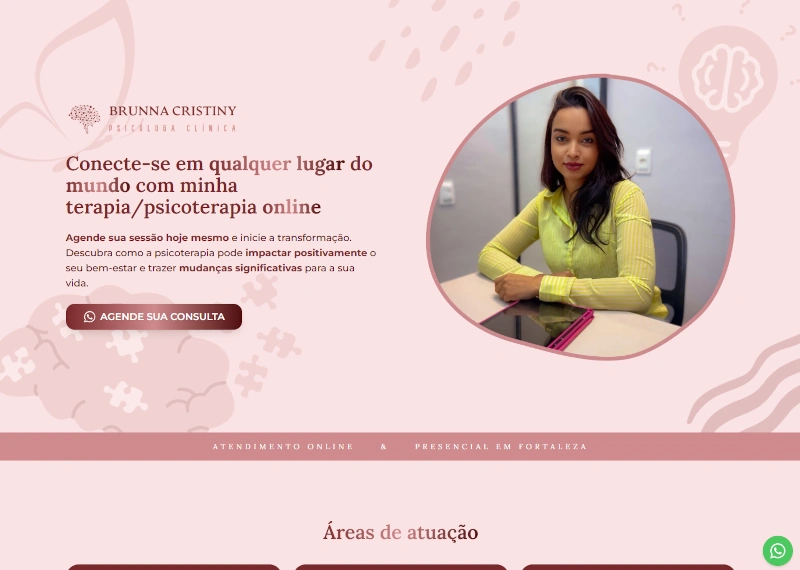 BRUNNA CRISTINY
PSICÓLOGA CLÍNICA
Conecte-se em qualquer lugar do
mundo com minha
terapia/psicoterapia online
Agende sua sessão hoje mesmo e inicie a transformação.
Descubra como a psicoterapia pode impactar positivamente o
seu bem-estar e trazer mudanças significativas para a sua
vida.
AGENDE SUA CONSULTA
ATENDIMENTO ONLINE & PRESENCIAL EM FORTALEZA
Áreas de atuação